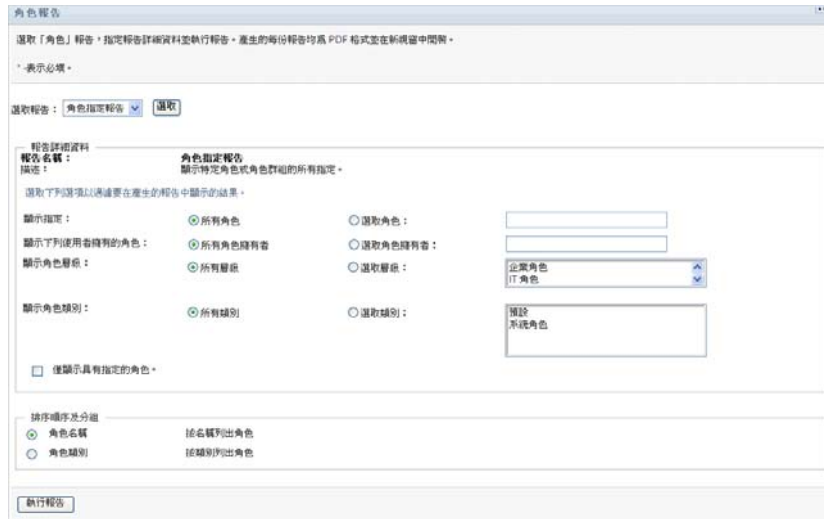 角色報告
選取「角色」報告，指定報告詳細資料並執行報告。產生的每份報告均為 PDF 格式並在新視窗中開啟。
* -表示必填。
選取報告： 角色指定報告 選取
報告詳細資料
報告名稱： 角色指定報告
描述： 顯示特定角色或角色群組的所有指定。
選取下列選項以過濾要在產生的報告中顯示的結果。
顯示指定： 所有角色 選取角色：
顯示下列使用者擁有的角色： 所有角色擁有者 選取角色擁有者：
顯示角色層級： 所有層級 選取層級： 企業角色
IT 角色
顯示角色類別： 所有類別 選取類別： 預設
系統角色
僅顯示具有指定的角色。
排序順序及分組
角色名稱 按名稱列出角色
角色類別 按類別列出角色
執行報告